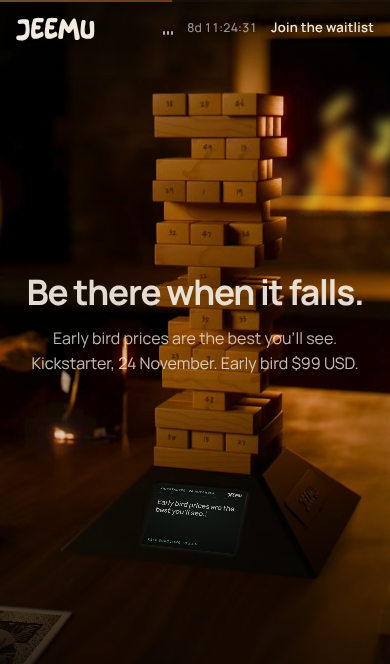 JEEMU
8d 11:24:31
Join the waitlist
Be there when it falls.
Early bird prices are the best you'll see.
Kickstarter, 24 November. Early bird $99 USD.
JEEMU
Early bird prices are the
best you'll see.